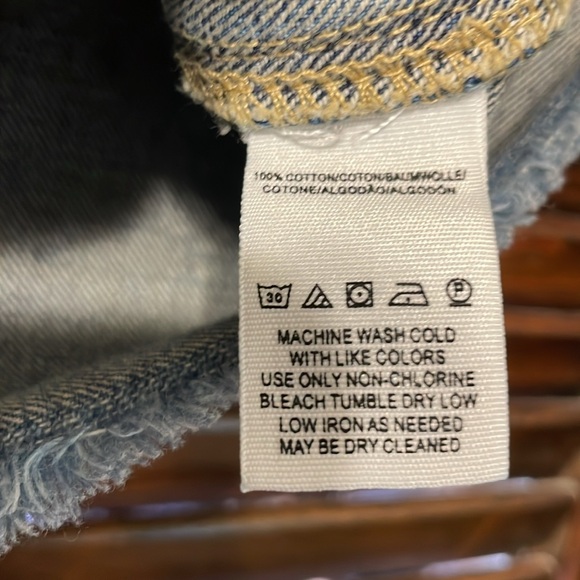 100% COTTON/COTON/BAUMWOLLE/
COTONE/ALGODÃO/ALGODÓN
30 P
MACHINE WASH COLD
WITH LIKE COLORS
USE ONLY NON-CHLORINE
BLEACH TUMBLE DRY LOW
LOW IRON AS NEEDED
MAY BE DRY CLEANED